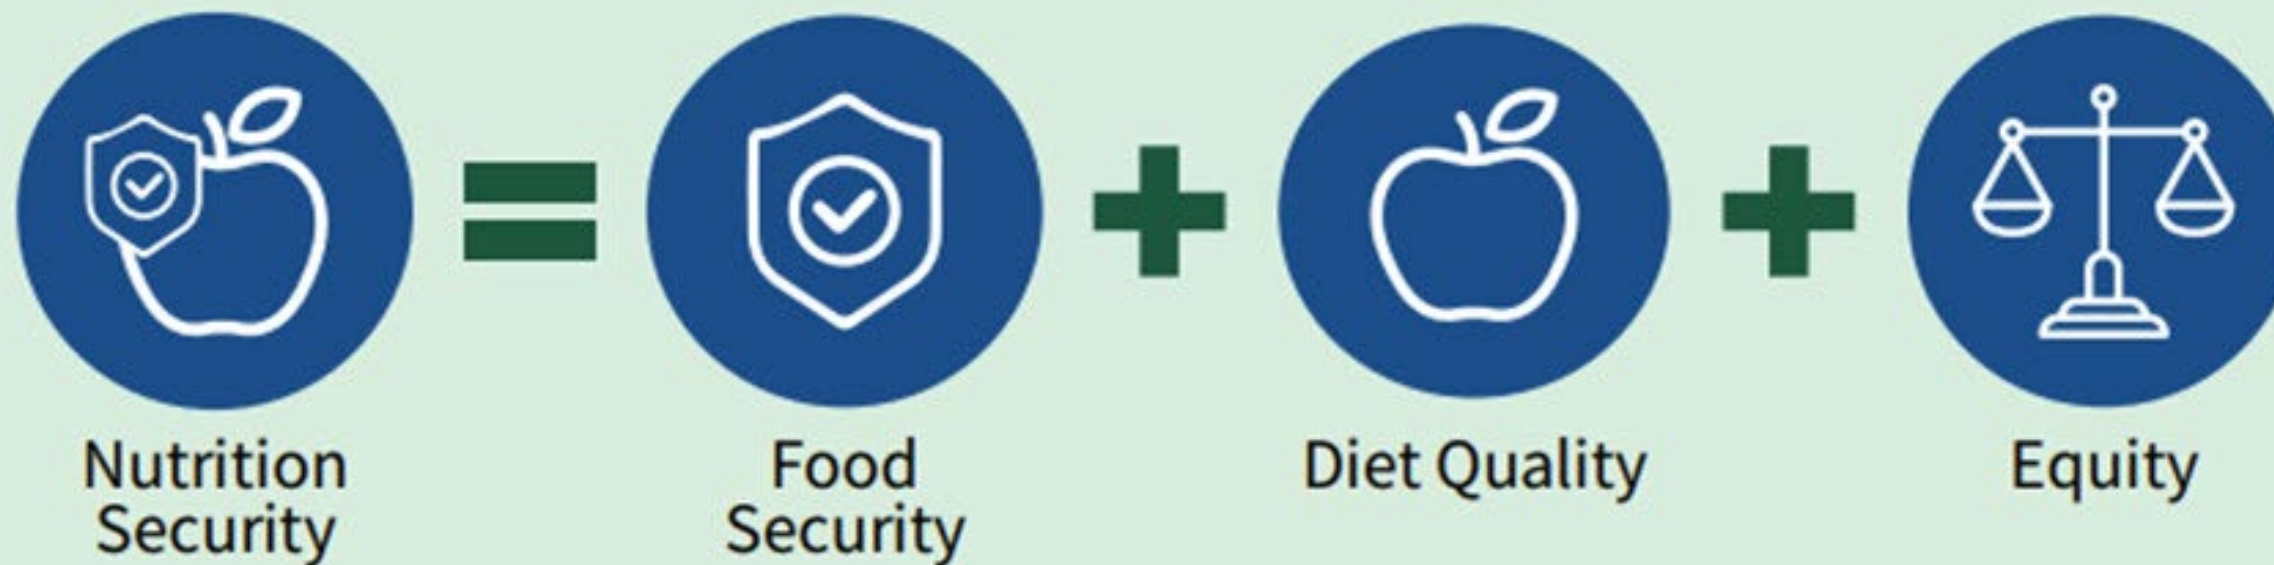 Nutrition
Security
=
Food
Security
+
Diet Quality
+
Equity